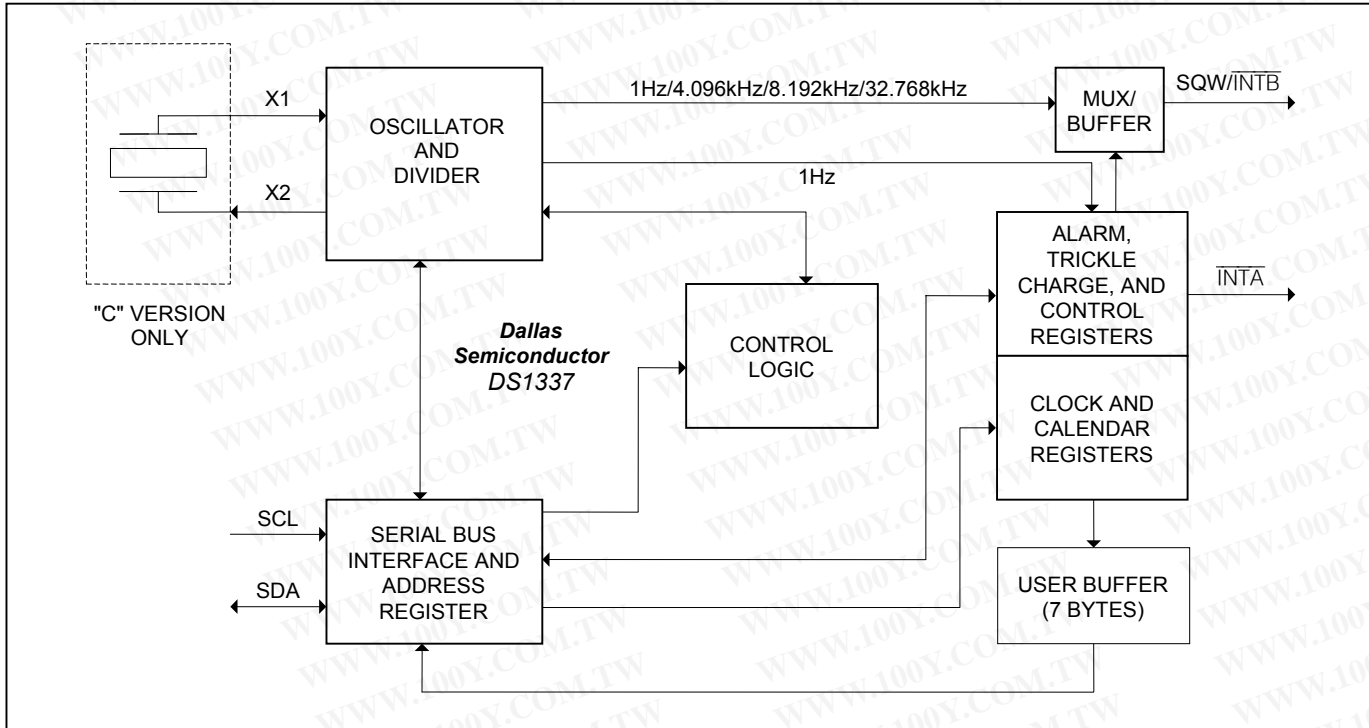 X1
X2
"C" VERSION
ONLY
OSCILLATOR
AND
DIVIDER
1Hz/4.096kHz/8.192kHz/32.768kHz
1Hz
MUX/
BUFFER
SQW/INTB
ALARM,
TRICKLE
CHARGE, AND
CONTROL
REGISTERS
INTA
Dallas
Semiconductor
DS1337
CONTROL
LOGIC
CLOCK AND
CALENDAR
REGISTERS
SCL
SDA
SERIAL BUS
INTERFACE AND
ADDRESS
REGISTER
USER BUFFER
(7 BYTES)
WWW.100Y.COM.TW